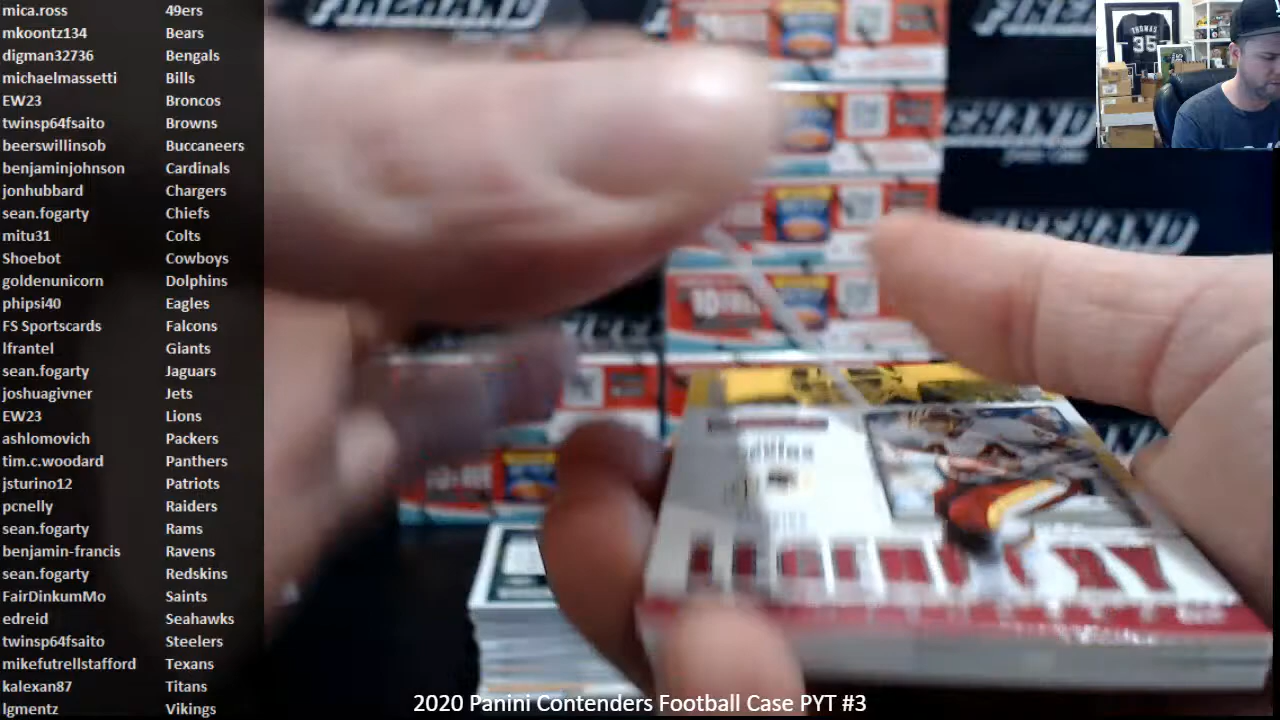 mica.ross 49ers
mkoontz134 Bears
digman32736 Bengals
michaelmassetti Bills
EW23 Broncos
twinsp64fsaito Browns
beerswillinsob Buccaneers
benjaminjohnson Cardinals
jonhubbard Chargers
sean.fogarty Chiefs
mitu31 Colts
Shoebot Cowboys
goldenunicorn Dolphins
phipsi40 Eagles
FS Sportscards Falcons
lfrantel Giants
sean.fogarty Jaguars
joshuagivner Jets
EW23 Lions
ashlomovich Packers
tim.c.woodard Panthers
jsturino12 Patriots
pcnelly Raiders
sean.fogarty Rams
benjamin-francis Ravens
sean.fogarty Redskins
FairDinkumMo Saints
edreid Seahawks
twinsp64fsaito Steelers
mikefutrellstafford Texans
kalexan87 Titans
lgmentz Vikings
THOMAS
35
10
2020 Panini Contenders Football Case PYT #3